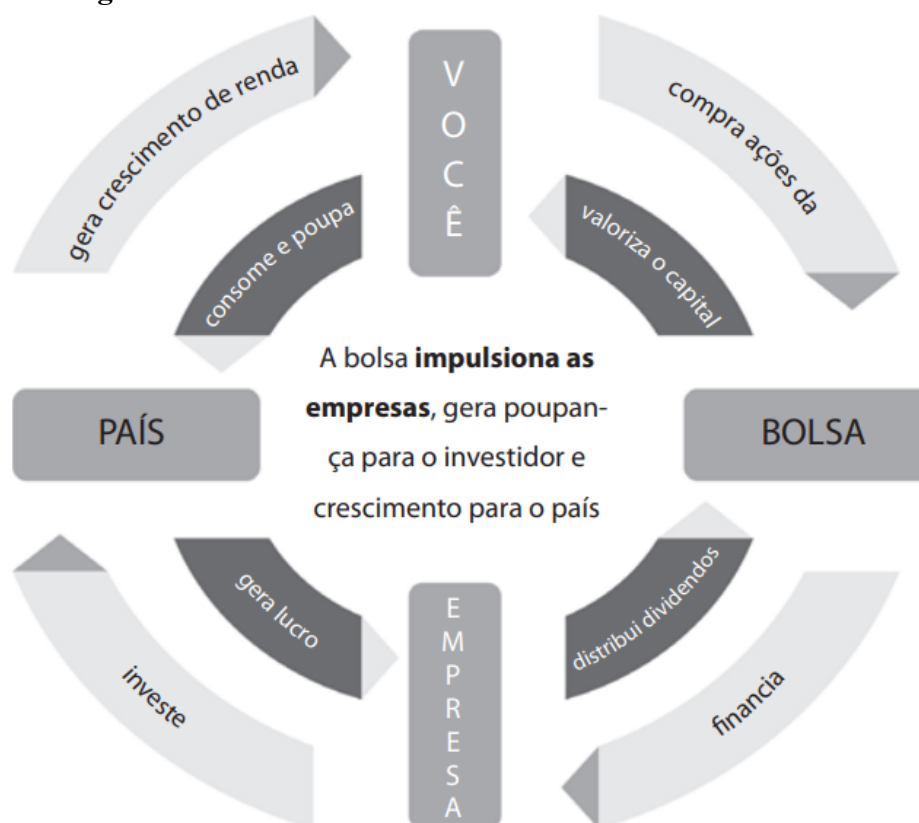 gera crescimento de renda
VOCÊ
compra ações da
consome e poupa
valoriza o capital
A bolsa impulsiona as
empresas, gera poupan-
ça para o investidor e
crescimento para o país
PAÍS
BOLSA
gera lucro
EMPRESA
distribui dividendos
investe
financia